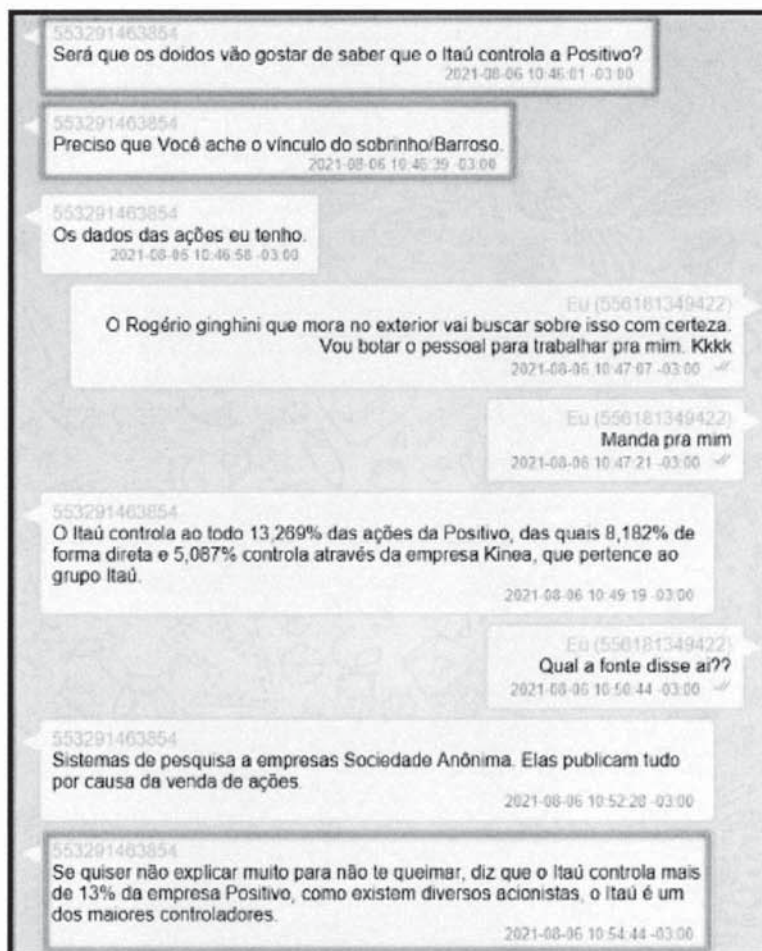 553291463854
Será que os doidos vão gostar de saber que o Itaú controla a Positivo?
2021-08-06 10:46:01 -03:00
553291463854
Preciso que Você ache o vínculo do sobrinho/Barroso.
2021-08-06 10:46:39 -03:00
553291463854
Os dados das ações eu tenho.
2021-08-06 10:46:58 -03:00
Eu (556181349422)
O Rogério ginghini que mora no exterior vai buscar sobre isso com certeza.
Vou botar o pessoal para trabalhar pra mim. Kkkk
2021-08-06 10:47:07 -03:00
Eu (556181349422)
Manda pra mim
2021-08-06 10:47:21 -03:00
553291463854
O Itaú controla ao todo 13,269% das ações da Positivo, das quais 8,182% de
forma direta e 5,087% controla através da empresa Kinea, que pertence ao
grupo Itaú.
2021-08-06 10:49:19 -03:00
Eu (556181349422)
Qual a fonte disse ai??
2021-08-06 10:50:44 -03:00
553291463854
Sistemas de pesquisa a empresas Sociedade Anônima. Elas publicam tudo
por causa da venda de ações.
2021-08-06 10:52:28 -03:00
553291463854
Se quiser não explicar muito para não te queimar, diz que o Itaú controla mais
de 13% da empresa Positivo, como existem diversos acionistas, o Itaú é um
dos maiores controladores.
2021-08-06 10:54:44 -03:00